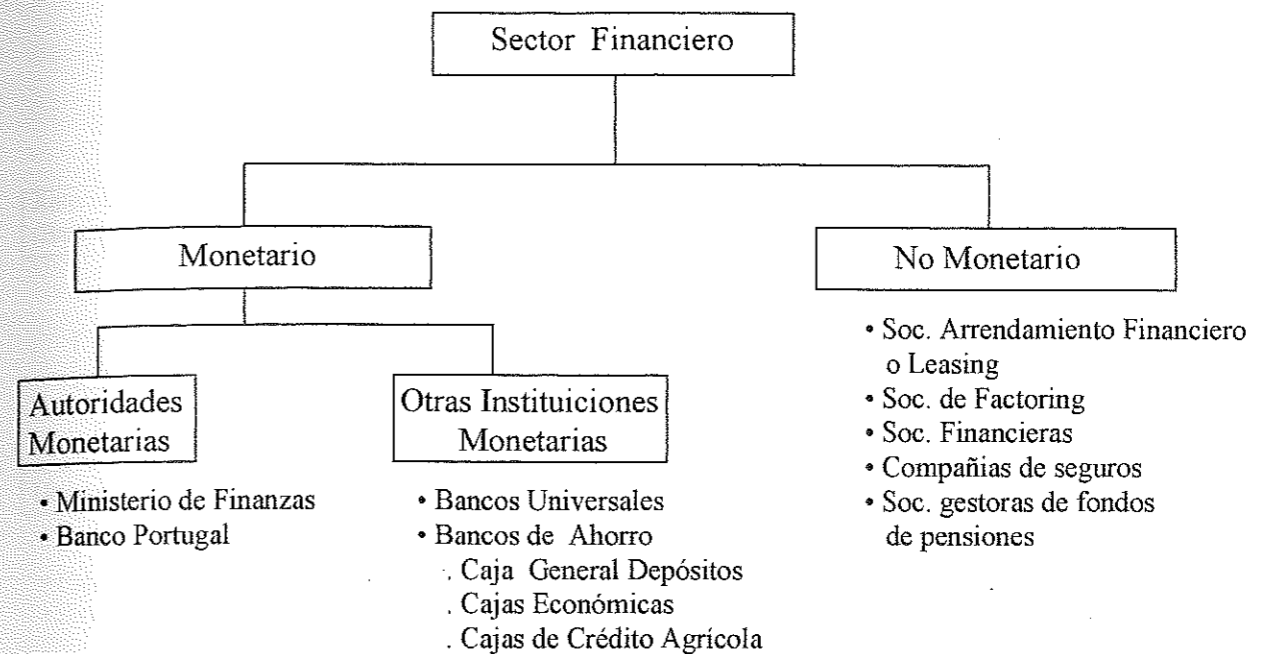 Sector Financiero
Monetario
No Monetario
Autoridades
Monetarias
• Ministerio de Finanzas
• Banco Portugal
Otras Instituiciones
Monetarias
• Bancos Universales
• Bancos de Ahorro
. Caja General Depósitos
. Cajas Económicas
. Cajas de Crédito Agrícola
• Soc. Arrendamiento Financiero
o Leasing
• Soc. de Factoring
• Soc. Financieras
• Compañias de seguros
• Soc. gestoras de fondos
de pensiones